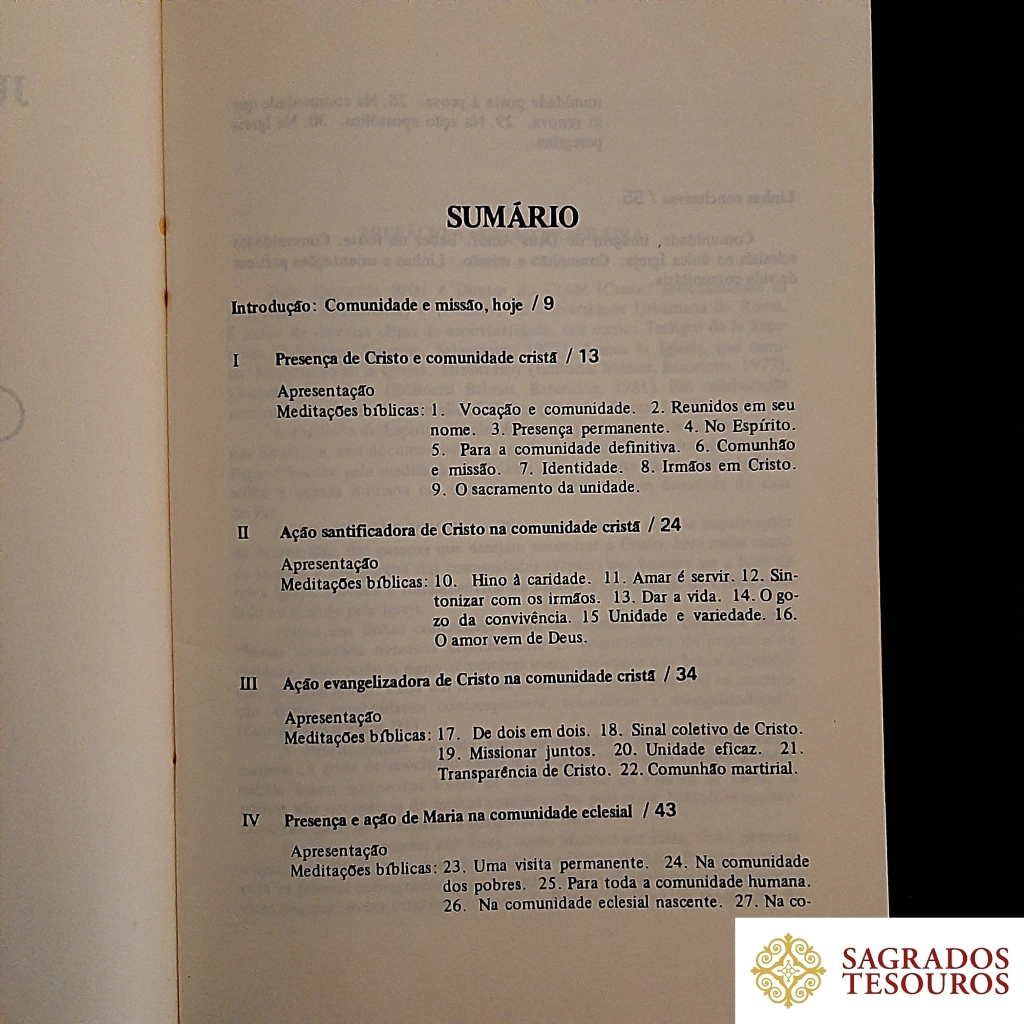 SUMÁRIO
Introdução: Comunidade e missão, hoje / 9
I Presença de Cristo e comunidade cristã / 13
Apresentação
Meditações bíblicas: 1. Vocação e comunidade. 2. Reunidos em seu
nome. 3. Presença permanente. 4. No Espírito.
5. Para a comunidade definitiva. 6. Comunhão
e missão. 7. Identidade. 8. Irmãos em Cristo.
9. O sacramento da unidade.
II Ação santificadora de Cristo na comunidade cristã / 24
Apresentação
Meditações bíblicas: 10. Hino à caridade. 11. Amar é servir. 12. Sin-
tonizar com os irmãos. 13. Dar a vida. 14. O go-
zo da convivência. 15 Unidade e variedade. 16.
O amor vem de Deus.
III Ação evangelizadora de Cristo na comunidade cristã / 34
Apresentação
Meditações bíblicas: 17. De dois em dois. 18. Sinal coletivo de Cristo.
19. Missionar juntos. 20. Unidade eficaz. 21.
Transparência de Cristo. 22. Comunhão martirial.
IV Presença e ação de Maria na comunidade eclesial / 43
Apresentação
Meditações bíblicas: 23. Uma visita permanente. 24. Na comunidade
dos pobres. 25. Para toda a comunidade humana.
26. Na comunidade eclesial nascente. 27. Na co-
SAGRADOS
TESOUROS